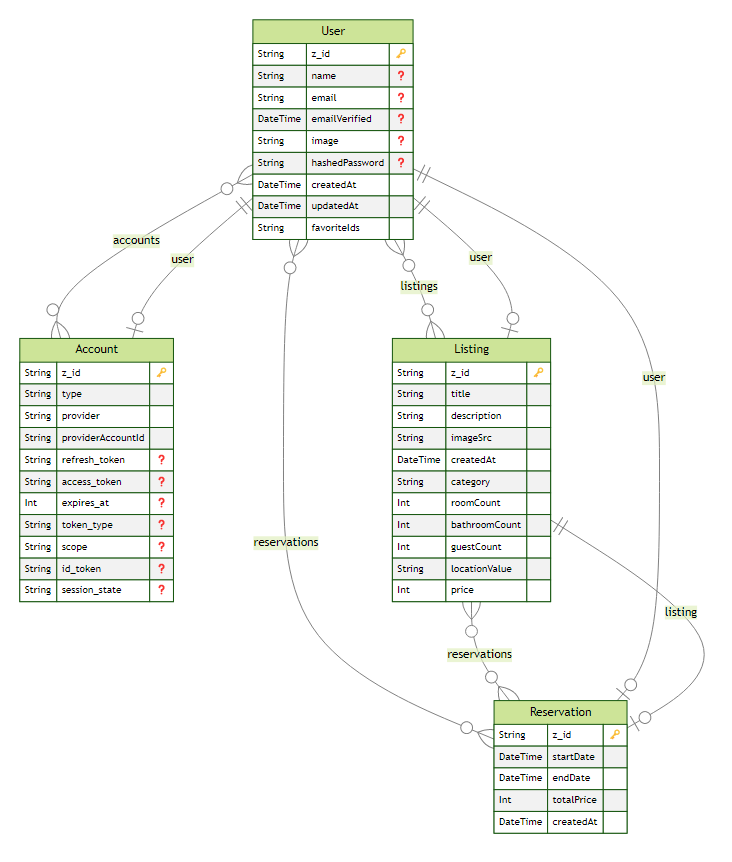 User
String z_id 🔑
String name ❓
String email ❓
DateTime emailVerified ❓
String image ❓
String hashedPassword ❓
DateTime createdAt
DateTime updatedAt
String favoriteIds
accounts
user
user
listings
Account
String z_id 🔑
String type
String provider
String providerAccountId
String refresh_token ❓
String access_token ❓
Int expires_at ❓
String token_type ❓
String scope ❓
String id_token ❓
String session_state ❓
Listing
String z_id 🔑
String title
String description
String imageSrc
DateTime createdAt
String category
Int roomCount
Int bathroomCount
Int guestCount
String locationValue
Int price
user
reservations
listing
reservations
Reservation
String z_id 🔑
DateTime startDate
DateTime endDate
Int totalPrice
DateTime createdAt